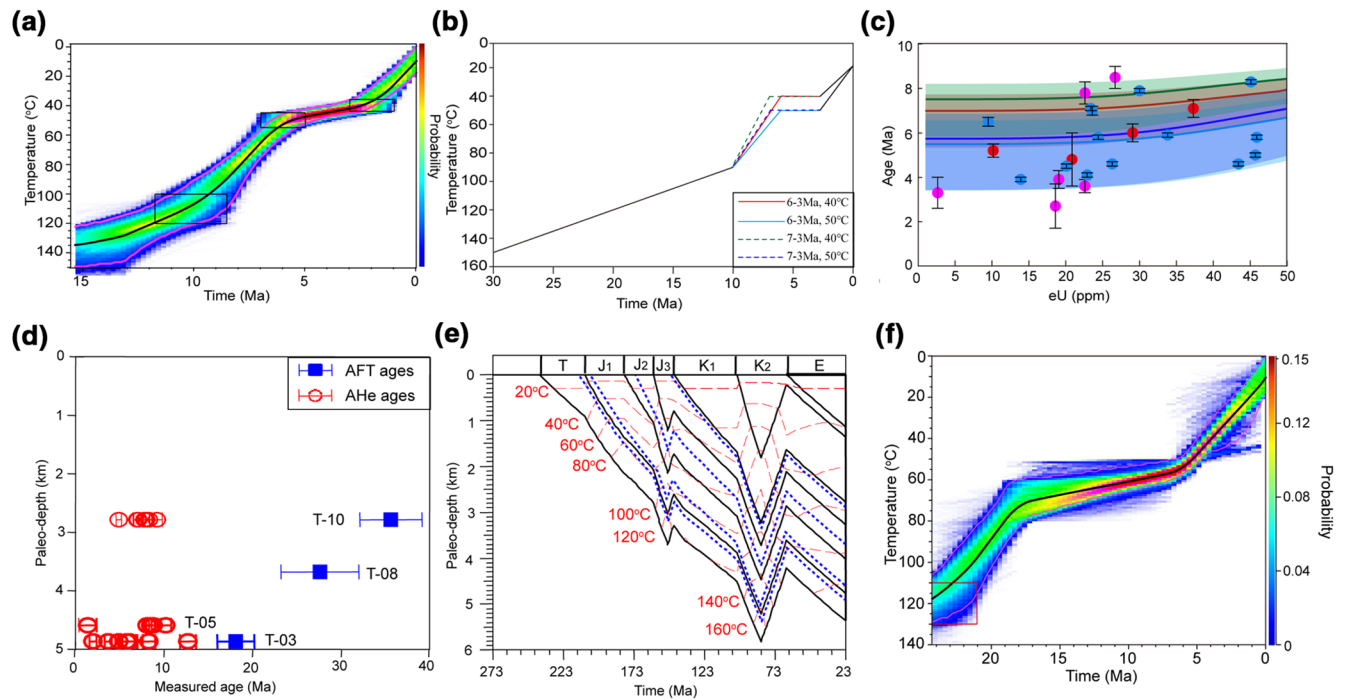 (a)
0
20
40
60
80
100
120
140
Temperature (°C)
15
10
5
0
Time (Ma)
Probability
(b)
0
20
40
60
80
100
120
140
160
Temperature (°C)
30
25
20
15
10
5
0
Time (Ma)
6-3Ma, 40°C
6-3Ma, 50°C
7-3Ma, 40°C
7-3Ma, 50°C
(c)
10
8
6
4
2
0
Age (Ma)
0
5
10
15
20
25
30
35
40
45
50
eU (ppm)
(d)
0
1
2
3
4
5
Paleo-depth (km)
0
10
20
30
40
Measured age (Ma)
AFT ages
AHe ages
T-10
T-08
T-05
T-03
(e)
T
J1
J2
J3
K1
K2
E
0
1
2
3
4
5
6
Paleo-depth (km)
20°C
40°C
60°C
80°C
100°C
120°C
140°C
160°C
273
223
173
123
73
23
Time (Ma)
(f)
0
20
40
50
60
80
100
120
130
140
Temperature (°C)
20
15
10
5
0
Time (Ma)
0.15
0.12
0.08
0.04
0
Probability